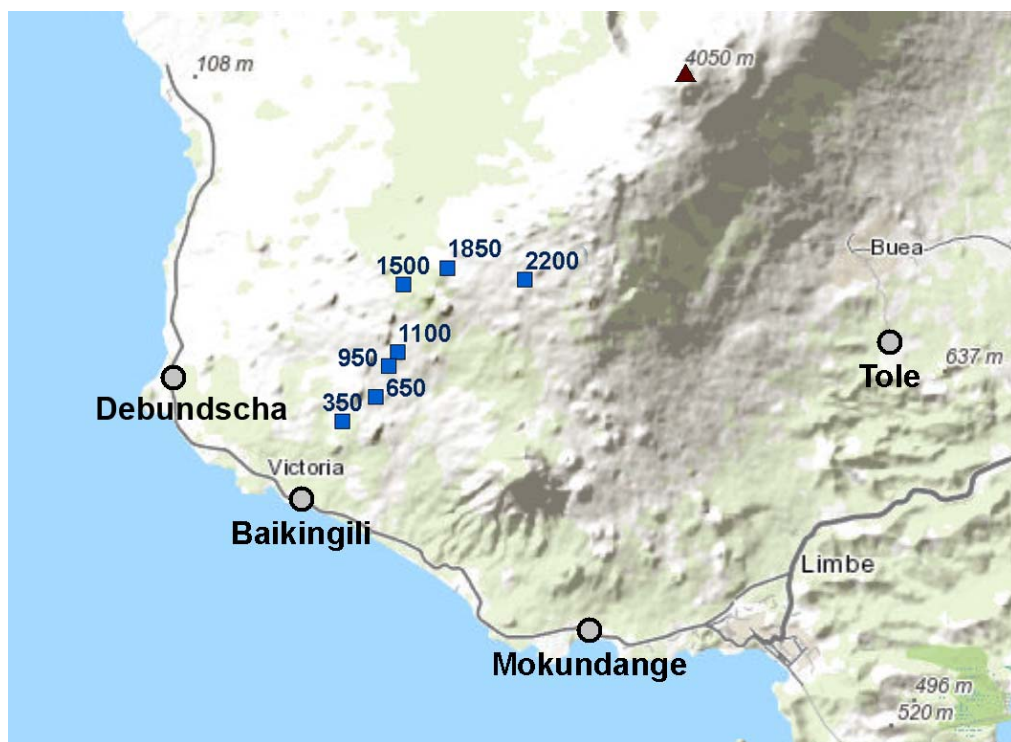 4050 m
108 m
Buea
1850
1500
2200
1100
950
650
350
Tole
637 m
Debundscha
Victoria
Baikingili
Limbe
Mokundange
496 m
520 m